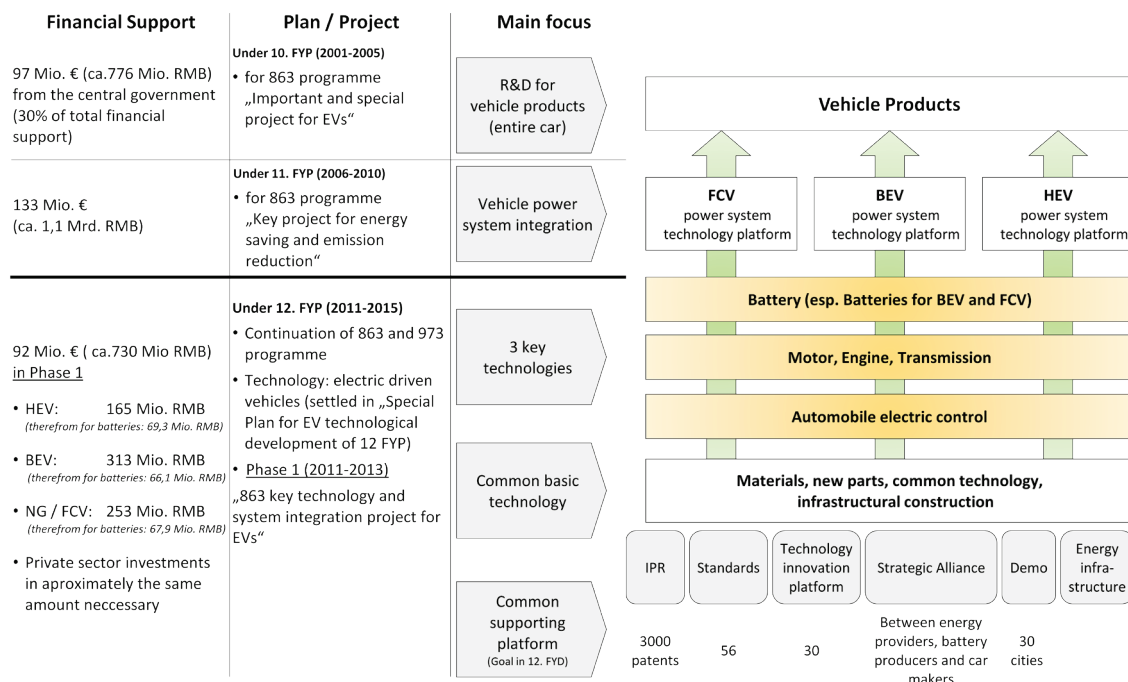 Financial Support
Plan / Project
Main focus
97 Mio. € (ca.776 Mio. RMB)
from the central government
(30% of total financial
support)
Under 10. FYP (2001-2005)
• for 863 programme
„Important and special
project for EVs“
R&D for
vehicle products
(entire car)
133 Mio. €
(ca. 1,1 Mrd. RMB)
Under 11. FYP (2006-2010)
• for 863 programme
„Key project for energy
saving and emission
reduction“
Vehicle power
system integration
92 Mio. € ( ca.730 Mio RMB)
in Phase 1
• HEV: 165 Mio. RMB
(therefrom for batteries: 69,3 Mio. RMB)
• BEV: 313 Mio. RMB
(therefrom for batteries: 66,1 Mio. RMB)
• NG / FCV: 253 Mio. RMB
(therefrom for batteries: 67,9 Mio. RMB)
• Private sector investments
in aproximately the same
amount neccessary
Under 12. FYP (2011-2015)
• Continuation of 863 and 973
programme
• Technology: electric driven
vehicles (settled in „Special
Plan for EV technological
development of 12 FYP)
• Phase 1 (2011-2013)
„863 key technology and
system integration project for
EVs“
3 key
technologies
Common basic
technology
Common
supporting
platform
(Goal in 12. FYD)
Vehicle Products
FCV
power system
technology platform
BEV
power system
technology platform
HEV
power system
technology platform
Battery (esp. Batteries for BEV and FCV)
Motor, Engine, Transmission
Automobile electric control
Materials, new parts, common technology,
infrastructural construction
IPR
Standards
Technology
innovation
platform
Strategic Alliance
Demo
Energy
infra-
structure
3000
patents
56
30
Between energy
providers, battery
producers and car
makers
30
cities